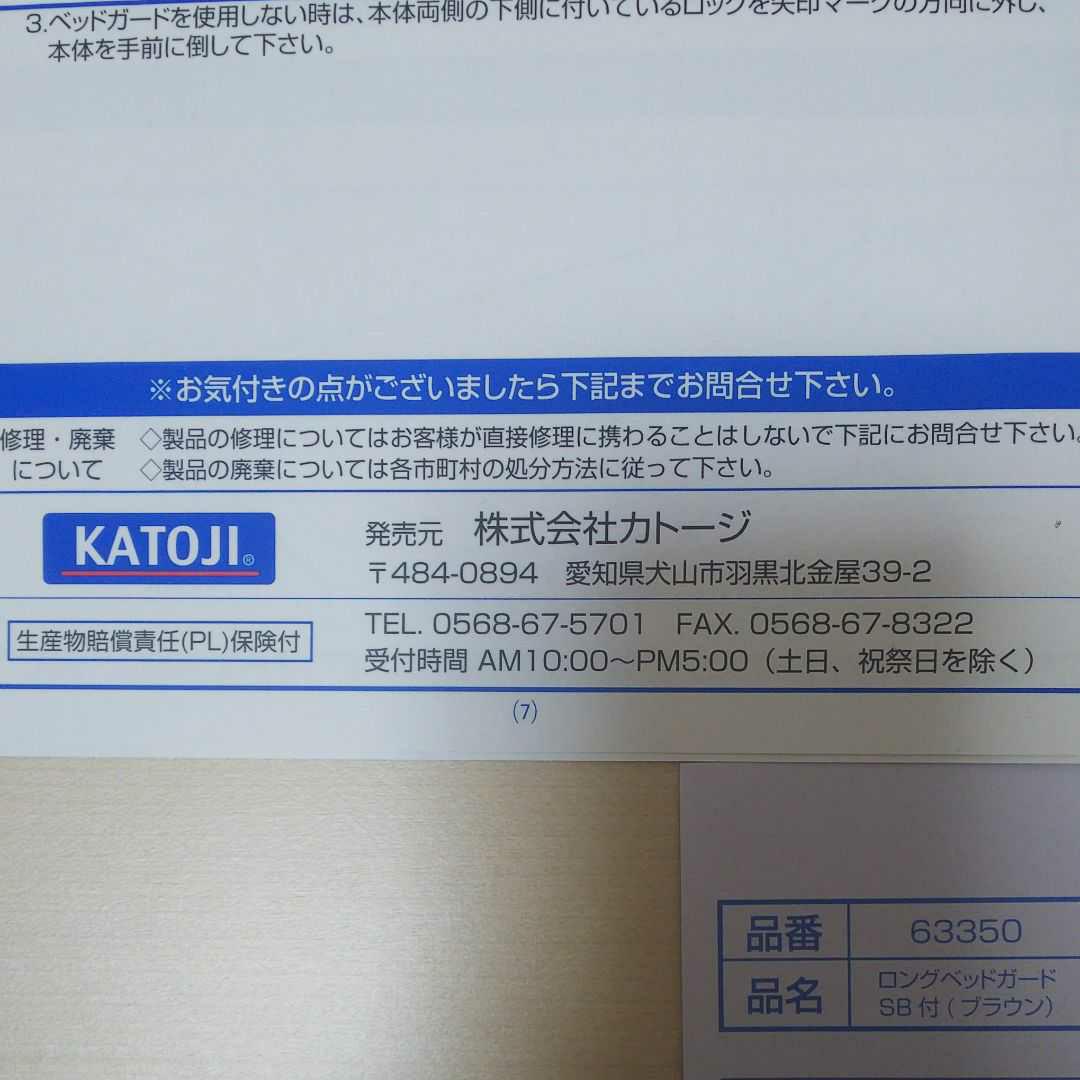 3.ベッドガードを使用しない時は、本体両側の下側に付いているロックを矢印マークの方向に外し、
本体を手前に倒して下さい。
※お気付きの点がございましたら下記までお問合せ下さい。
修理・廃棄 ◇製品の修理についてはお客様が直接修理に携わることはしないで下記にお問合せ下さい。
について ◇製品の廃棄については各市町村の処分方法に従って下さい。
KATOJI®
発売元 株式会社カトージ
〒484-0894 愛知県犬山市羽黒北金屋39-2
生産物賠償責任(PL)保険付
TEL. 0568-67-5701 FAX. 0568-67-8322
受付時間 AM10:00〜PM5:00（土日、祝祭日を除く）
(7)
品番 63350
品名 ロングベッドガード
SB付(ブラウン)